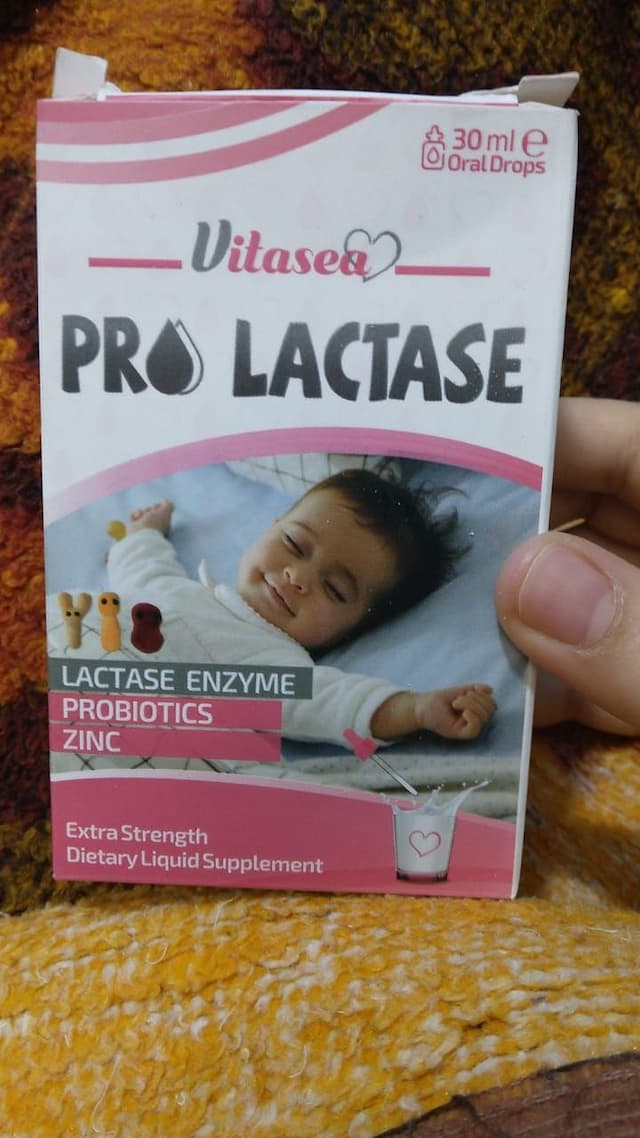 30 ml e
Oral Drops
Vitasea
PRO LACTASE
LACTASE ENZYME
PROBIOTICS
ZINC
Extra Strength
Dietary Liquid Supplement